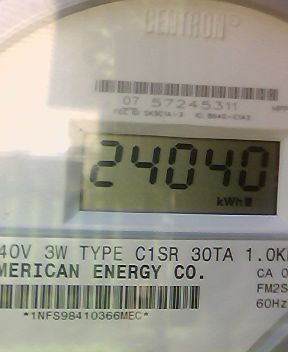 CENTRON®
07 57245311
24040
kWh
40V 3W TYPE C1SR 30TA 1.0K
MERICAN ENERGY CO.
CA 0
FM2S
60Hz
*1NFS98410366MEC*